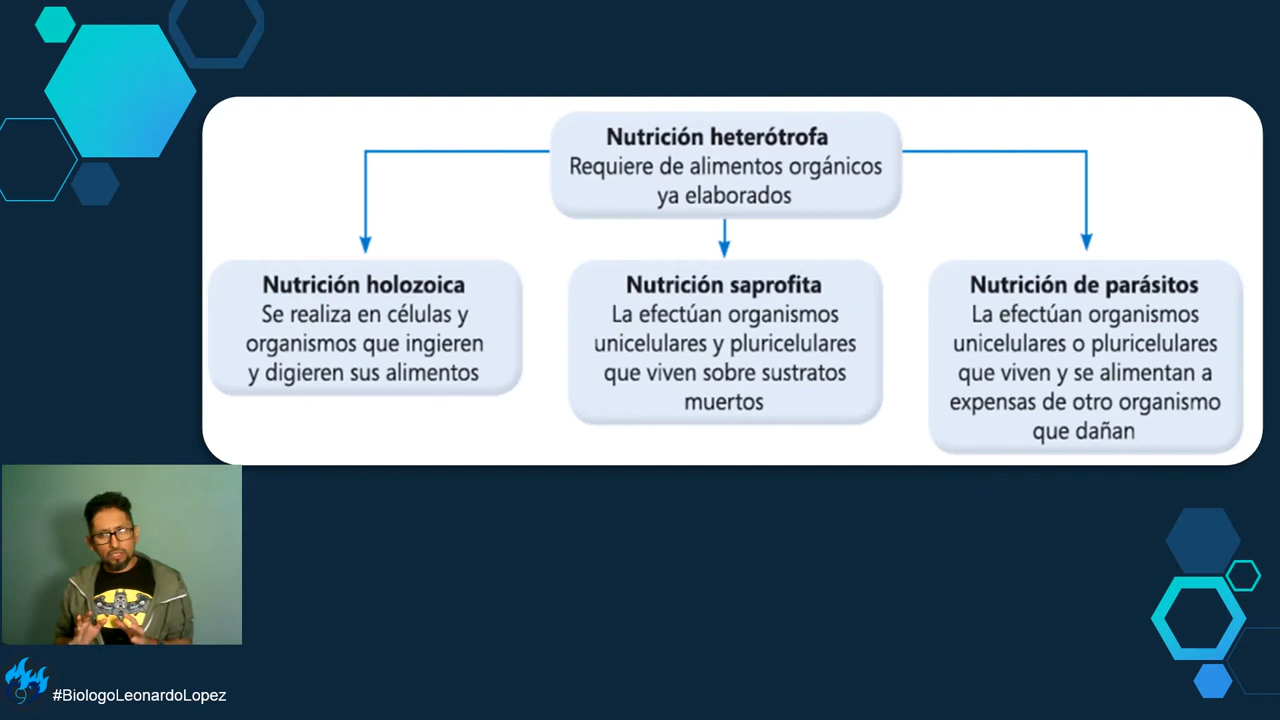 Nutrición heterótrofa
Requiere de alimentos orgánicos
ya elaborados
Nutrición holozoica
Se realiza en células y
organismos que ingieren
y digieren sus alimentos
Nutrición saprofita
La efectúan organismos
unicelulares y pluricelulares
que viven sobre sustratos
muertos
Nutrición de parásitos
La efectúan organismos
unicelulares o pluricelulares
que viven y se alimentan a
expensas de otro organismo
que dañan
#BiologoLeonardoLopez